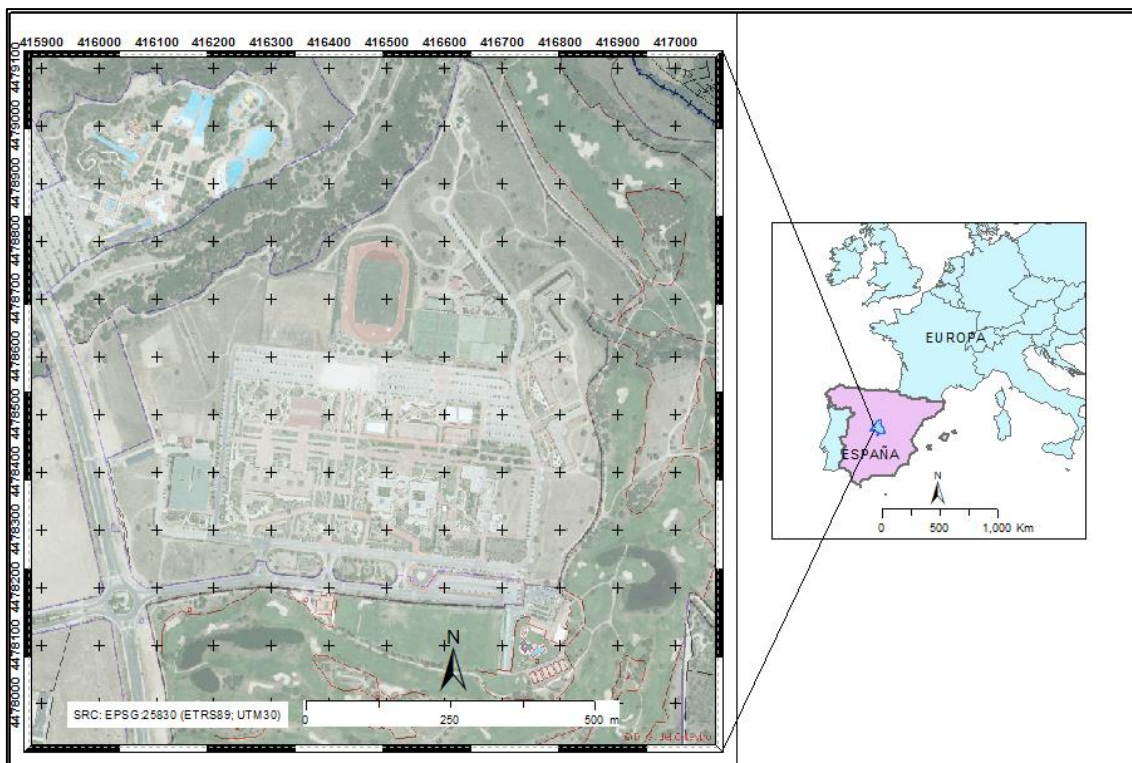 415900 416000 416100 416200 416300 416400 416500 416600 416700 416800 416900 417000
4479100
4479000
4478900
4478800
4478700
4478600
4478500
4478400
4478300
4478200
4478100
4478000
EUROPA
ESPAÑA
N
0 500 1,000 Km
N
SRC: EPSG:25830 (ETRS89; UTM30)
0 250 500 m